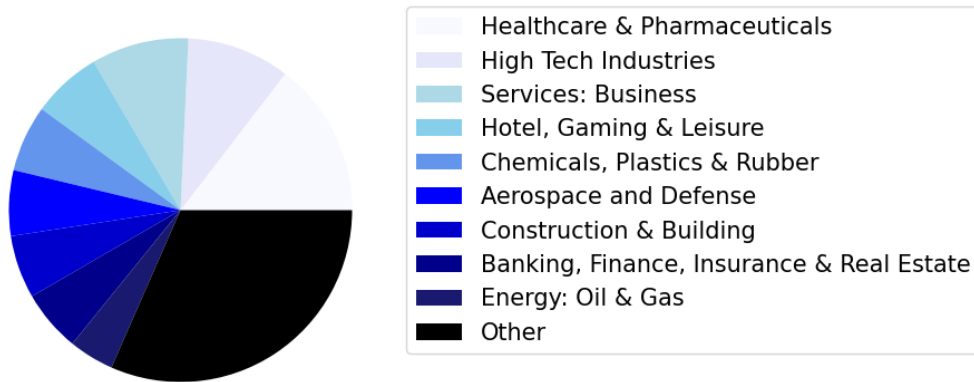 Healthcare & Pharmaceuticals
High Tech Industries
Services: Business
Hotel, Gaming & Leisure
Chemicals, Plastics & Rubber
Aerospace and Defense
Construction & Building
Banking, Finance, Insurance & Real Estate
Energy: Oil & Gas
Other